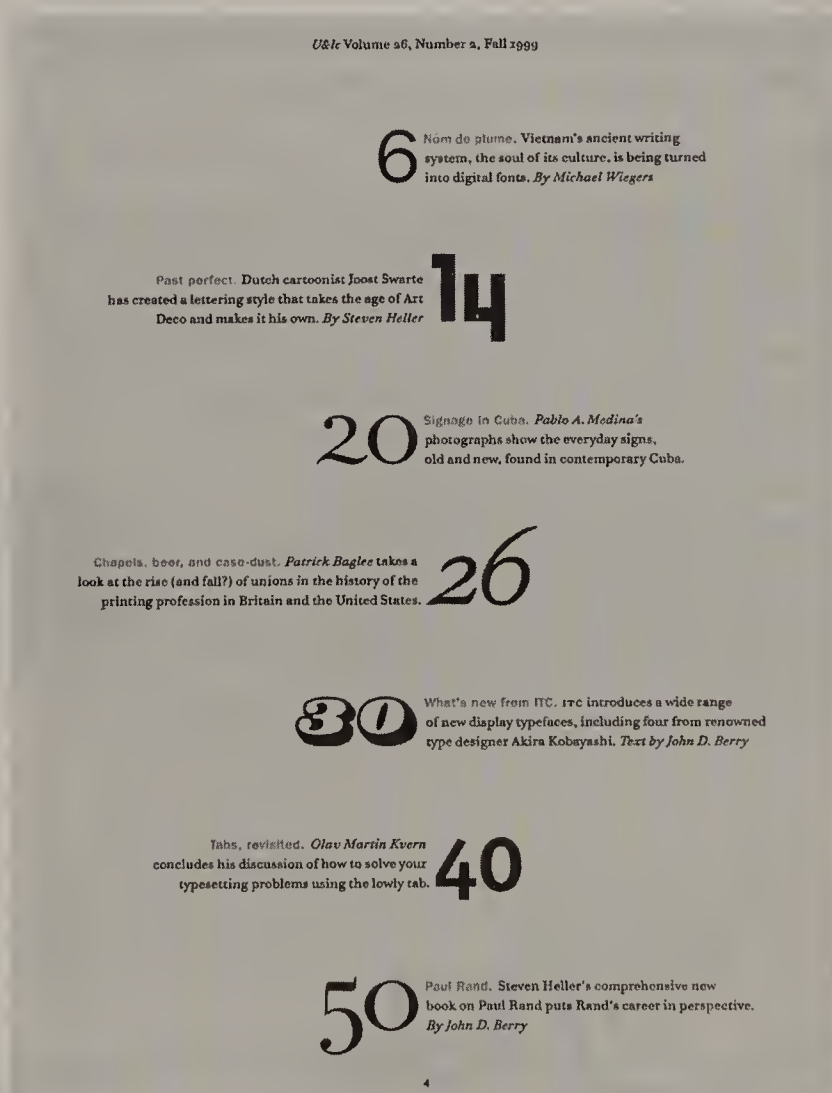 U&lc Volume 26, Number 2, Fall 1999
6
Nôm de plume. Vietnam's ancient writing
system, the soul of its culture, is being turned
into digital fonts. By Michael Wiegers
14
Past perfect. Dutch cartoonist Joost Swarte
has created a lettering style that takes the age of Art
Deco and makes it his own. By Steven Heller
20
Signage in Cuba. Pablo A. Medina's
photographs show the everyday signs,
old and new, found in contemporary Cuba.
26
Chapels, beer, and case-dust. Patrick Baglee takes a
look at the rise (and fall?) of unions in the history of the
printing profession in Britain and the United States.
30
What's new from ITC. ITC introduces a wide range
of new display typefaces, including four from renowned
type designer Akira Kobayashi. Text by John D. Berry
40
Tabs, revisited. Olav Martin Kvern
concludes his discussion of how to solve your
typesetting problems using the lowly tab.
50
Paul Rand. Steven Heller's comprehensive new
book on Paul Rand puts Rand's career in perspective.
By John D. Berry
4